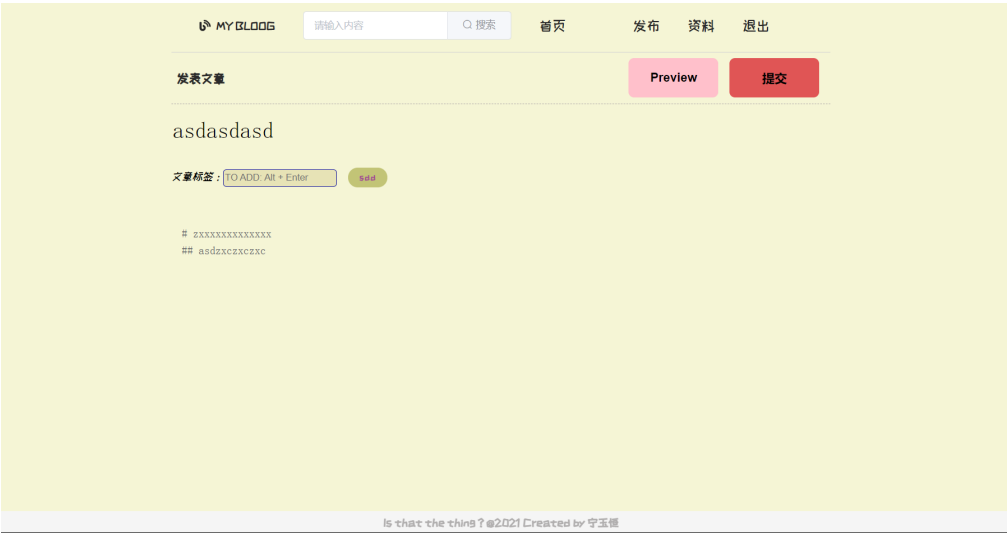 MY BLOOG 请输入内容 搜索 首页 发布 资料 退出
发表文章 Preview 提交
asdasdasd
文章标签：TO ADD: Alt + Enter sdd
# zxxxxxxxxxxxxx
## asdzxczxczxc
Is that the thing？@2021 Created by 宁玉恒